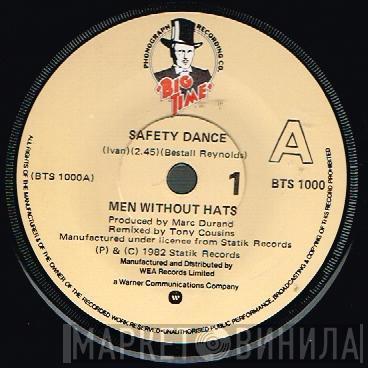 PHONOGRAPH RECORDING CO.
BIG TIME
SAFETY DANCE
(Ivan)(2.45)(Bestall Reynolds)
A
(BTS 1000A)
1
BTS 1000
MEN WITHOUT HATS
Produced by Marc Durand
Remixed by Tony Cousins
Manufactured under licence from Statik Records
(P) & (C) 1982 Statik Records
Manufactured and Distributed by
WEA Records Limited
a Warner Communications Company
ALL RIGHTS OF THE MANUFACTURER & OF THE OWNER OF THE RECORDED WORK RESERVED·UNAUTHORISED PUBLIC PERFORMANCE, BROADCASTING & COPYING OF THIS RECORD PROHIBITED
МАРКЕТ ВИНИЛА